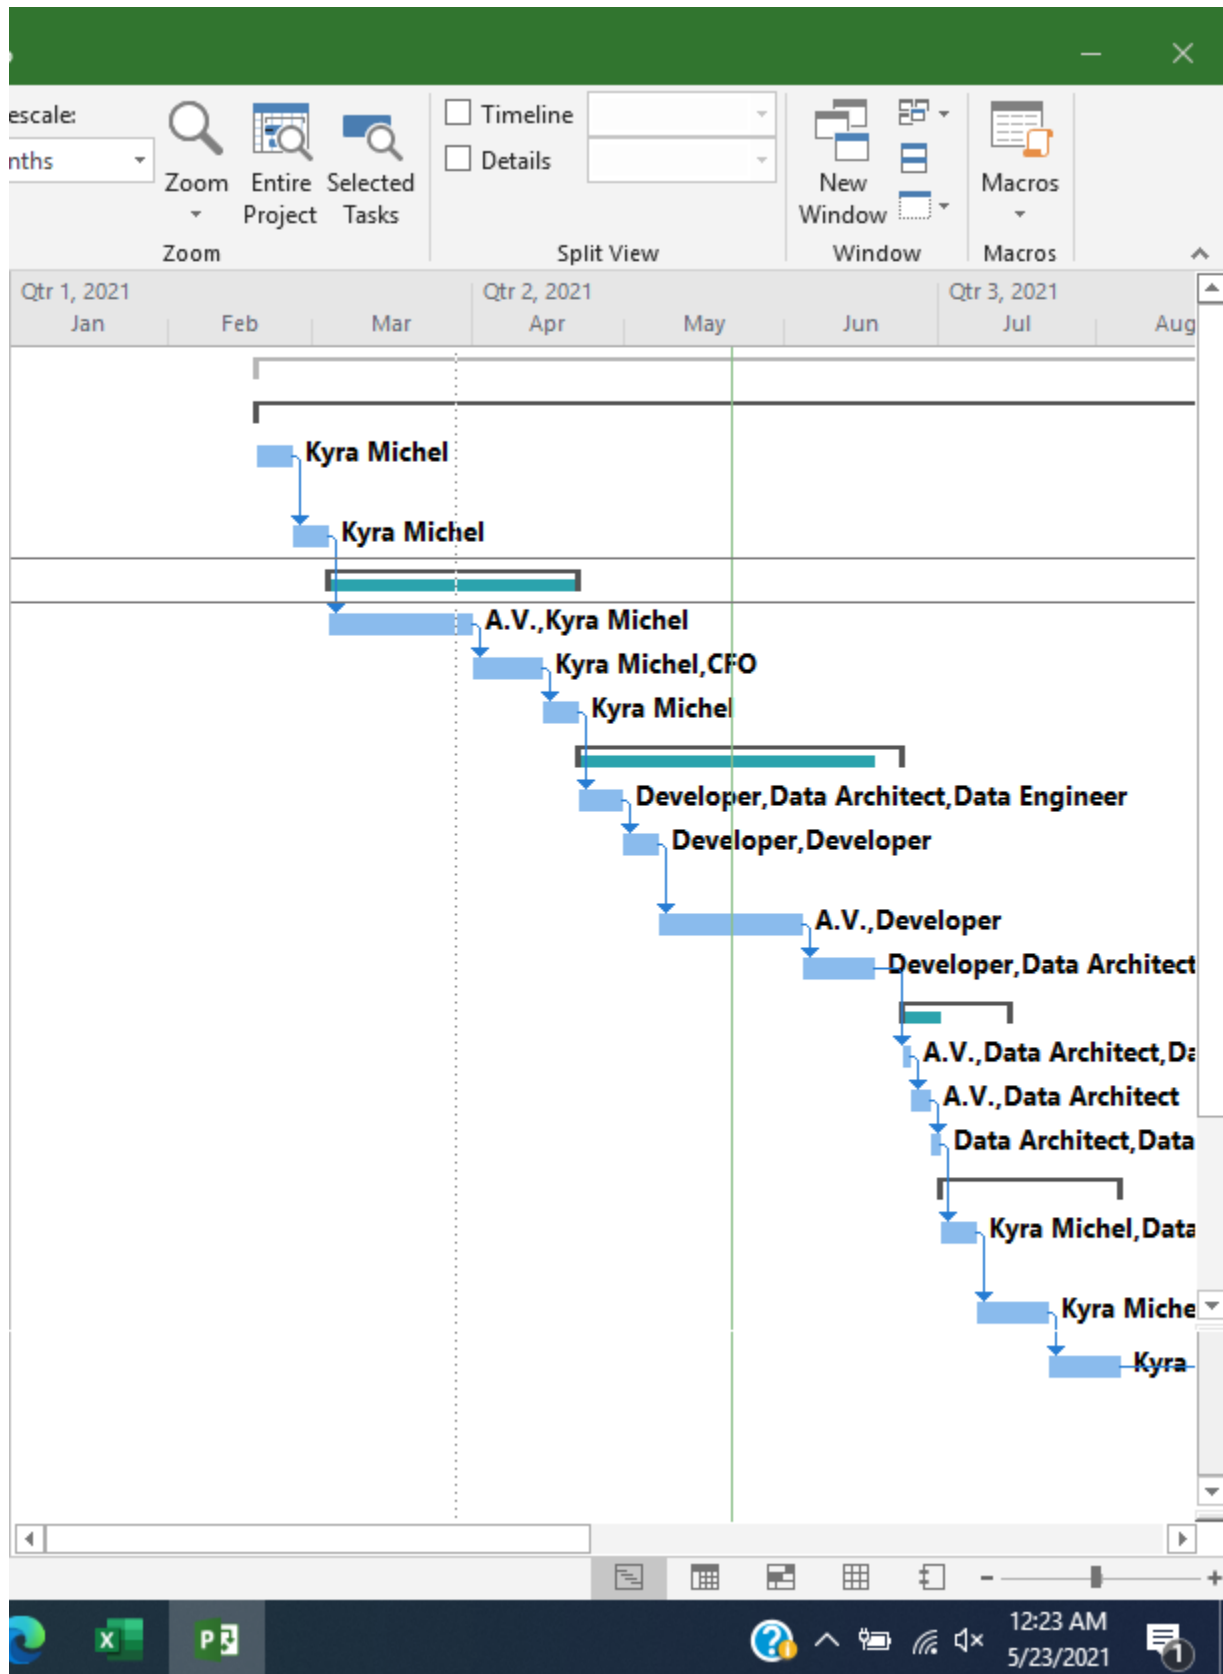 escale:
nths
Zoom
Entire Project
Selected Tasks
Zoom
Timeline
Details
Split View
New Window
Window
Macros
Macros
Qtr 1, 2021
Qtr 2, 2021
Qtr 3, 2021
Jan
Feb
Mar
Apr
May
Jun
Jul
Aug
Kyra Michel
Kyra Michel
A.V.,Kyra Michel
Kyra Michel,CFO
Kyra Michel
Developer,Data Architect,Data Engineer
Developer,Developer
A.V.,Developer
Developer,Data Architect
A.V.,Data Architect,Da
A.V.,Data Architect
Data Architect,Data
Kyra Michel,Data
Kyra Miche
Kyra
12:23 AM
5/23/2021
1